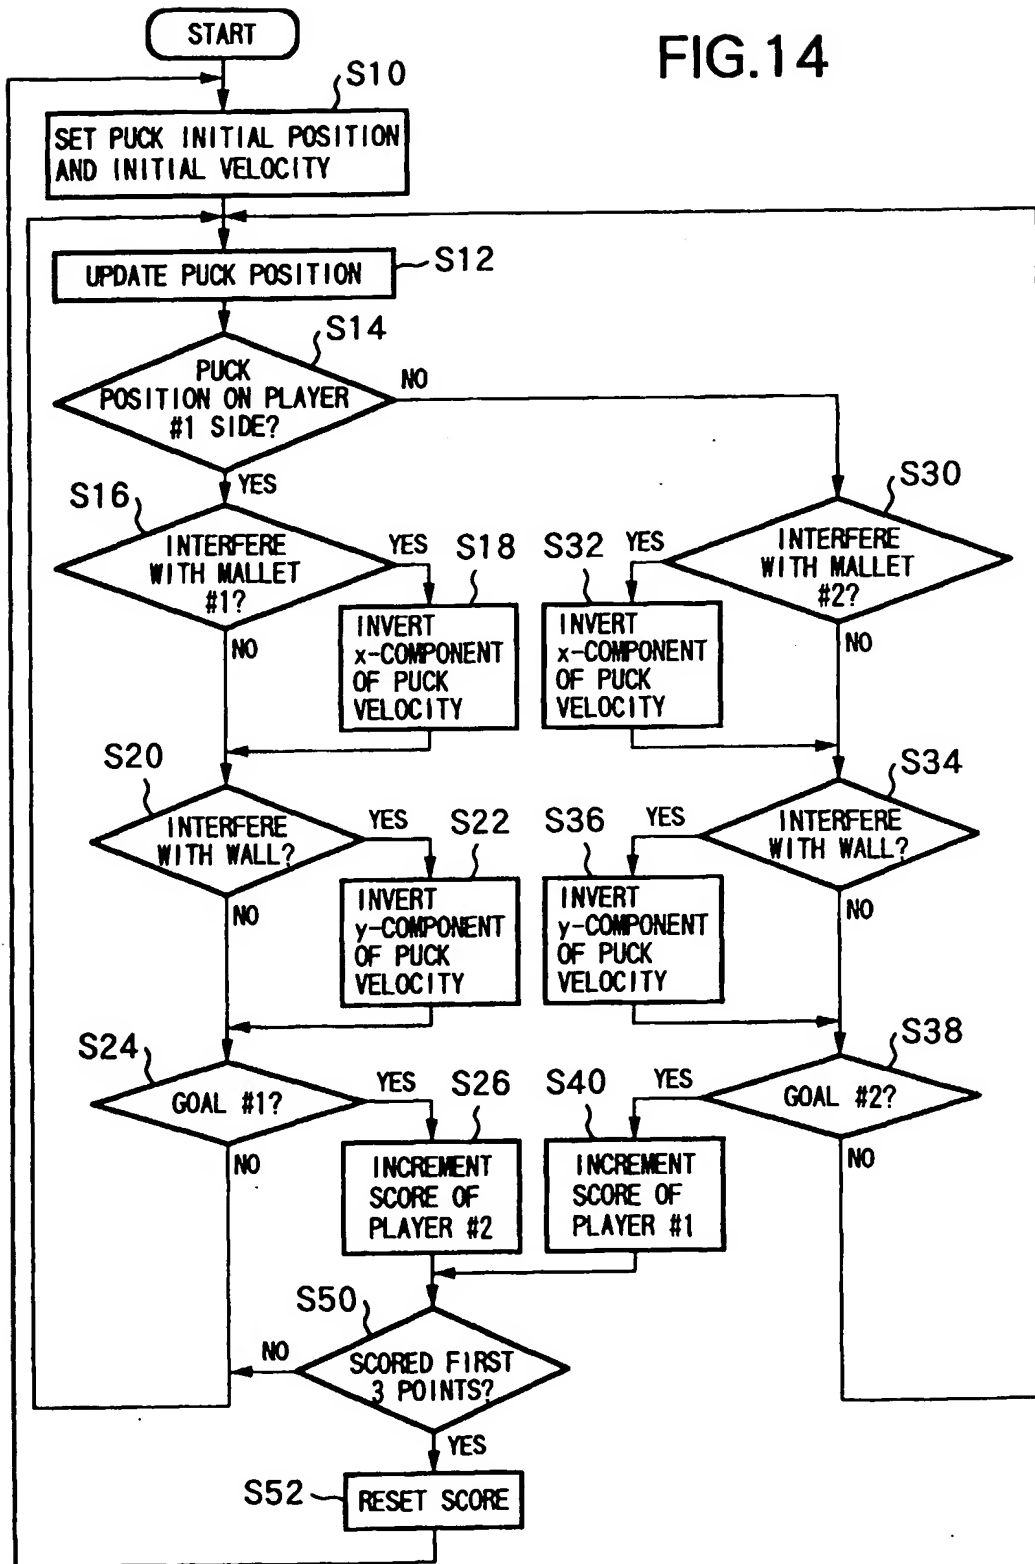 START
FIG.14
S10
SET PUCK INITIAL POSITION
AND INITIAL VELOCITY
UPDATE PUCK POSITION
S12
S14
PUCK
POSITION ON PLAYER
#1 SIDE?
NO
YES
S16
INTERFERE
WITH MALLET
#1?
YES
NO
S18
INVERT
x-COMPONENT
OF PUCK
VELOCITY
S32
INVERT
x-COMPONENT
OF PUCK
VELOCITY
YES
S30
INTERFERE
WITH MALLET
#2?
NO
S20
INTERFERE
WITH WALL?
YES
NO
S22
INVERT
y-COMPONENT
OF PUCK
VELOCITY
S36
INVERT
y-COMPONENT
OF PUCK
VELOCITY
YES
S34
INTERFERE
WITH WALL?
NO
S24
GOAL #1?
YES
NO
S26
INCREMENT
SCORE OF
PLAYER #2
S40
INCREMENT
SCORE OF
PLAYER #1
YES
S38
GOAL #2?
NO
S50
SCORED FIRST
3 POINTS?
NO
YES
S52
RESET SCORE